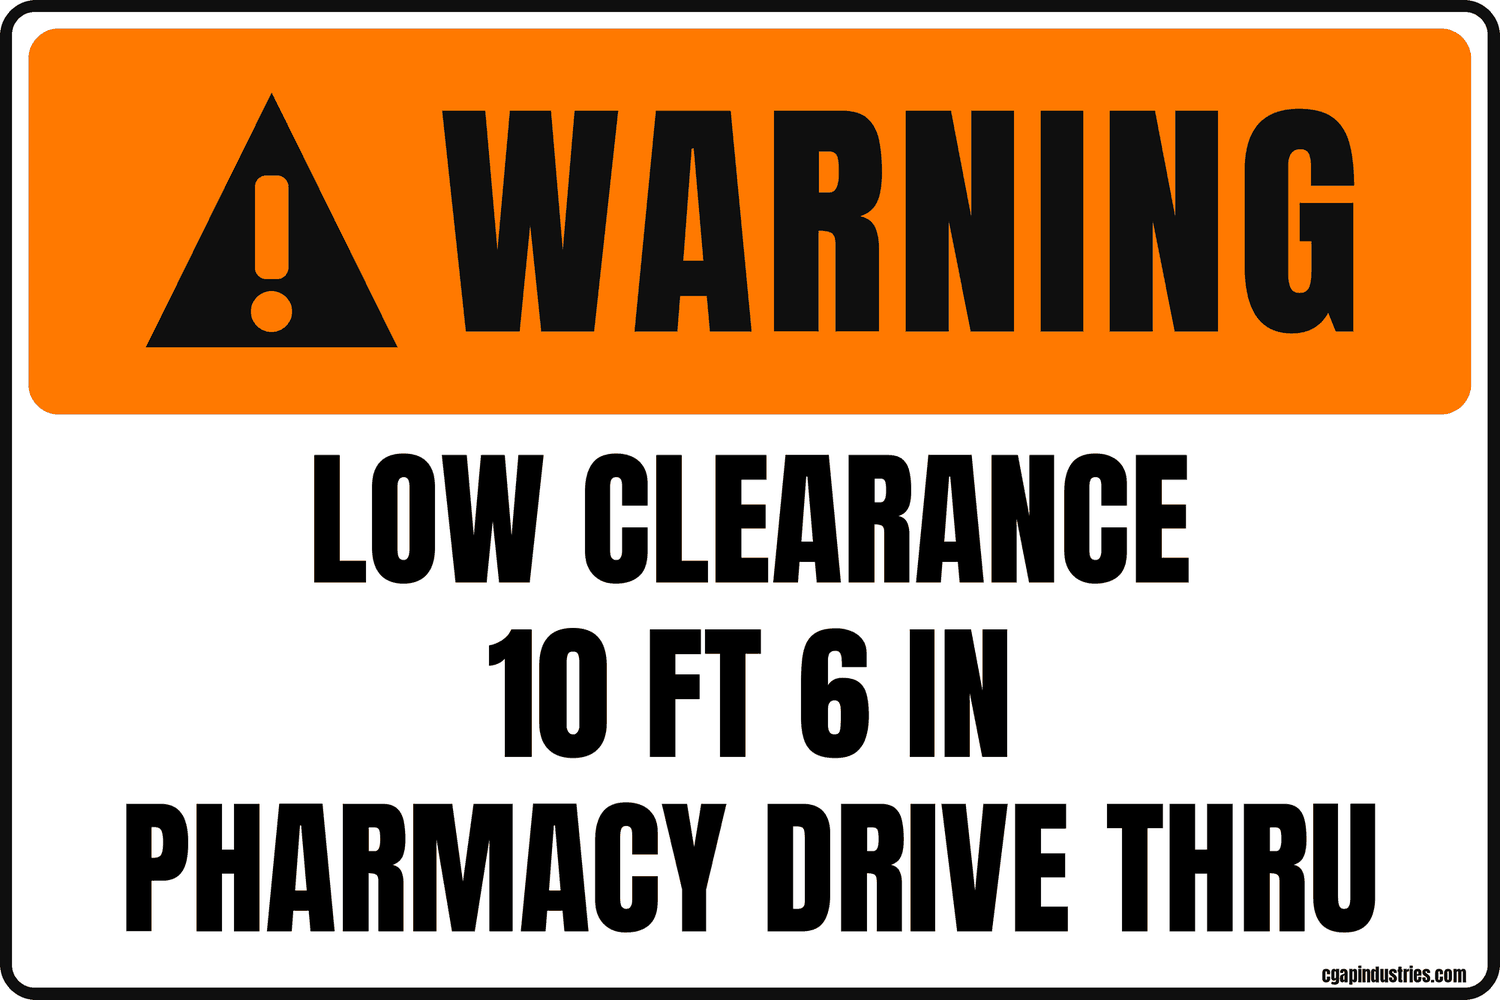 WARNING
LOW CLEARANCE
10 FT 6 IN
PHARMACY DRIVE THRU
cgapindustries.com